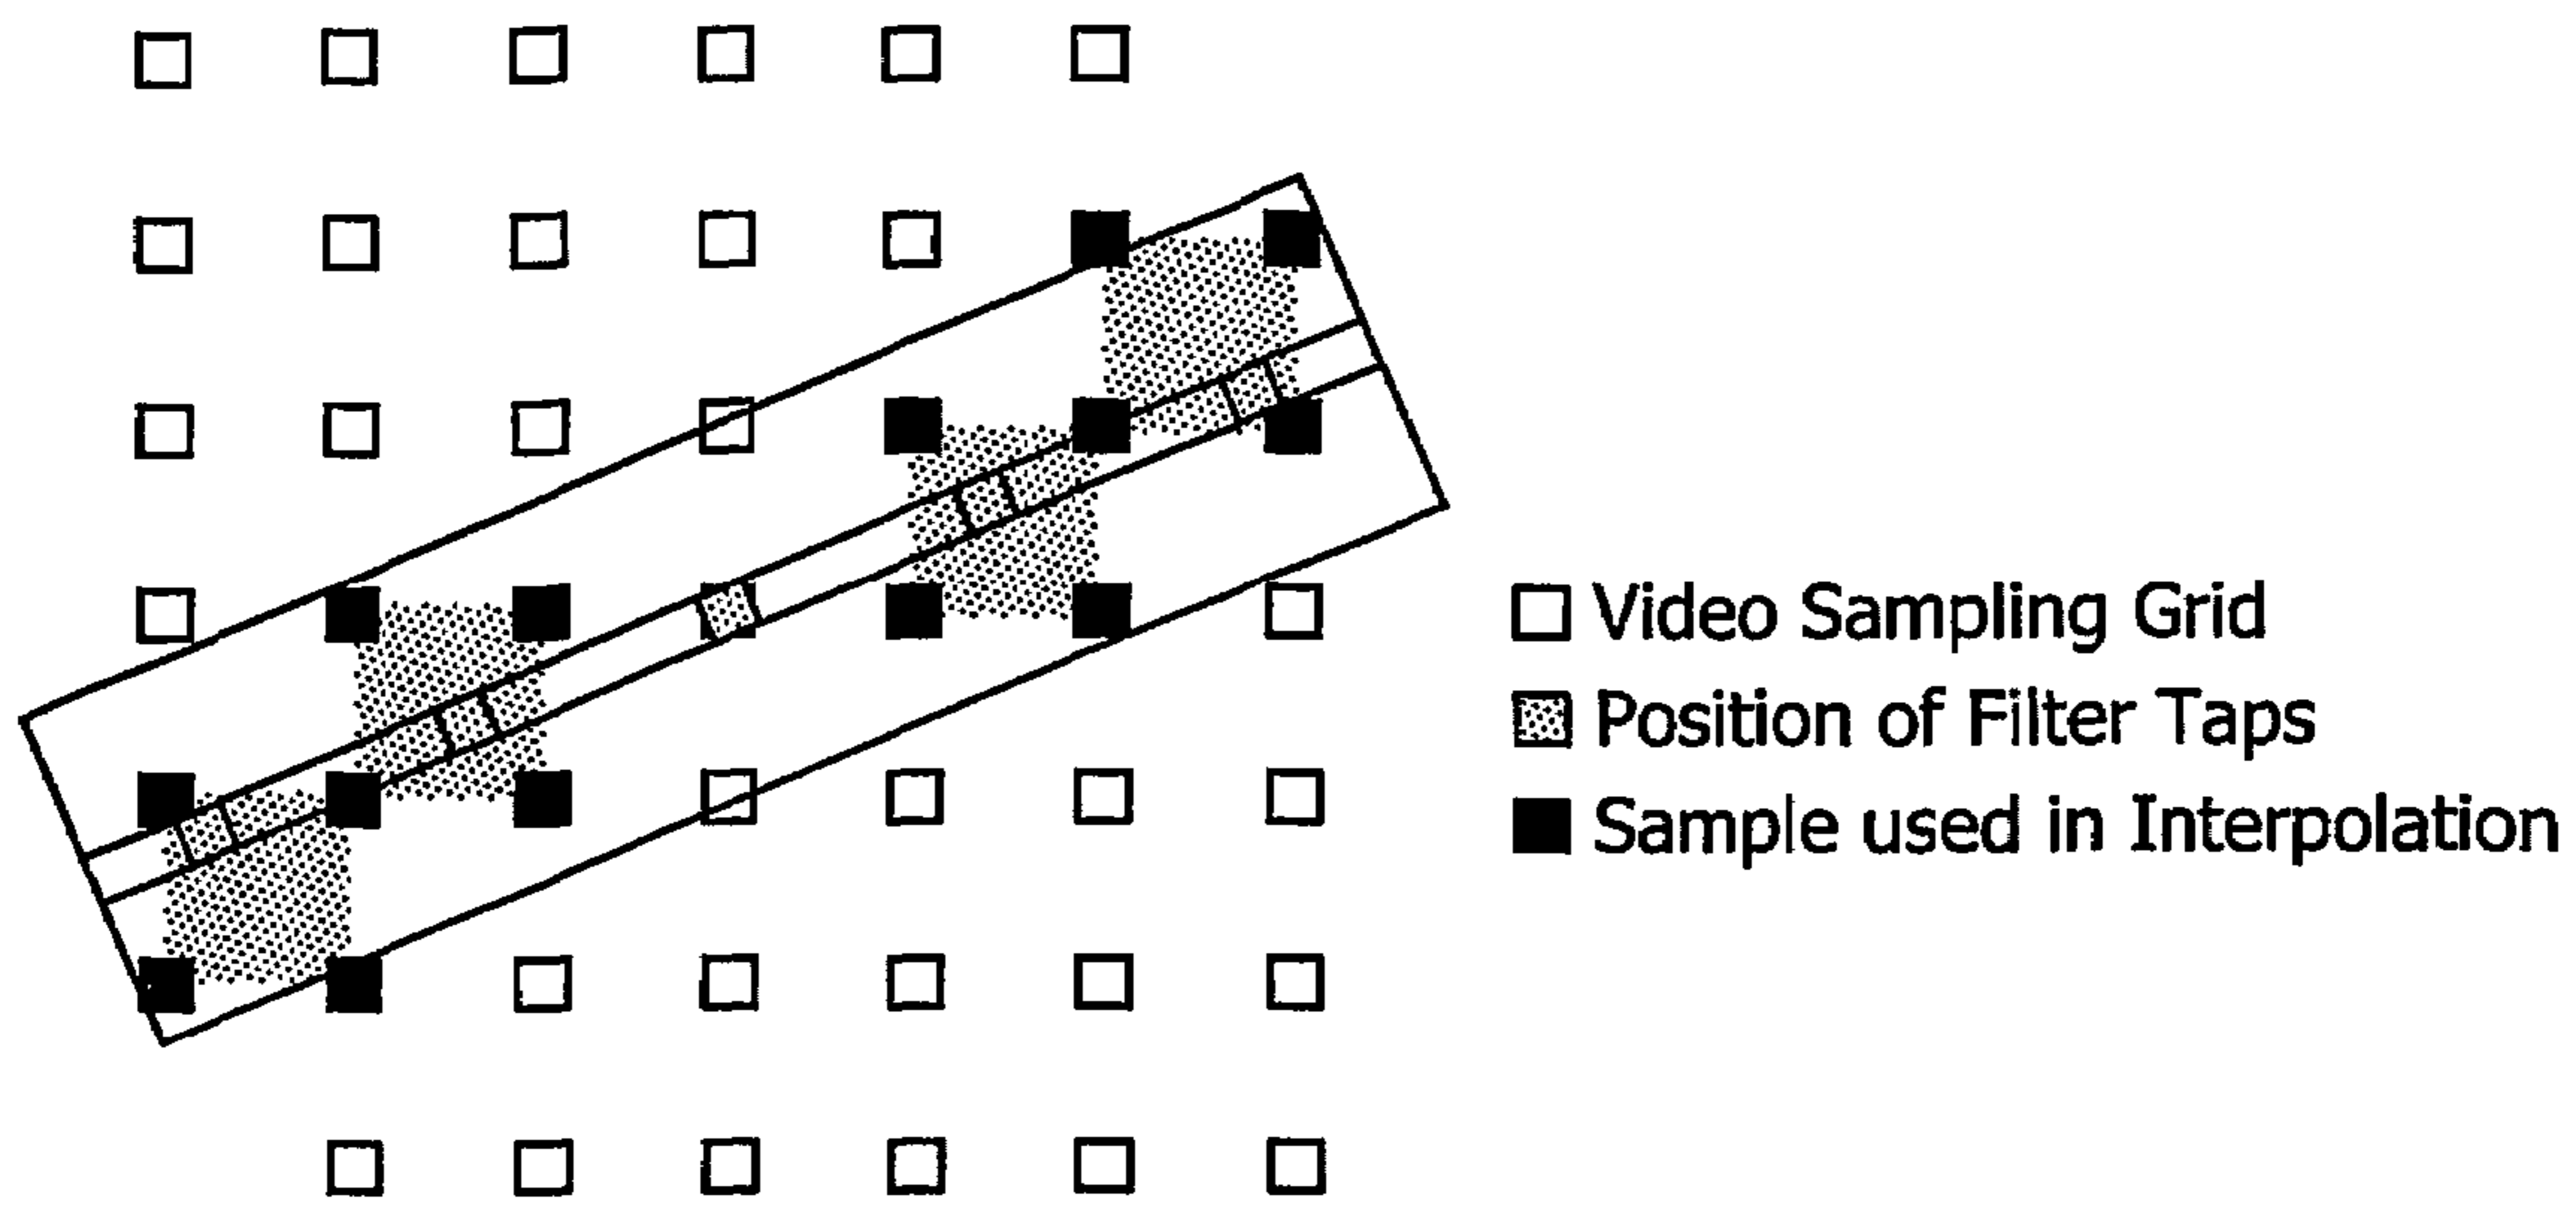 Video Sampling Grid
Position of Filter Taps
Sample used in Interpolation